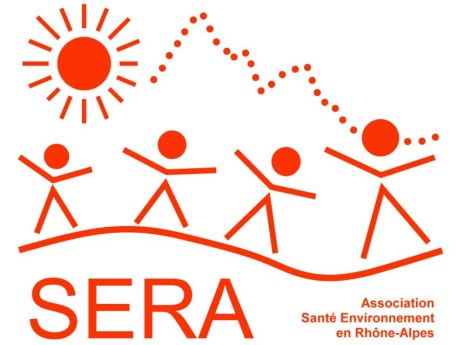 SERA
Association
Santé Environnement
en Rhône-Alpes